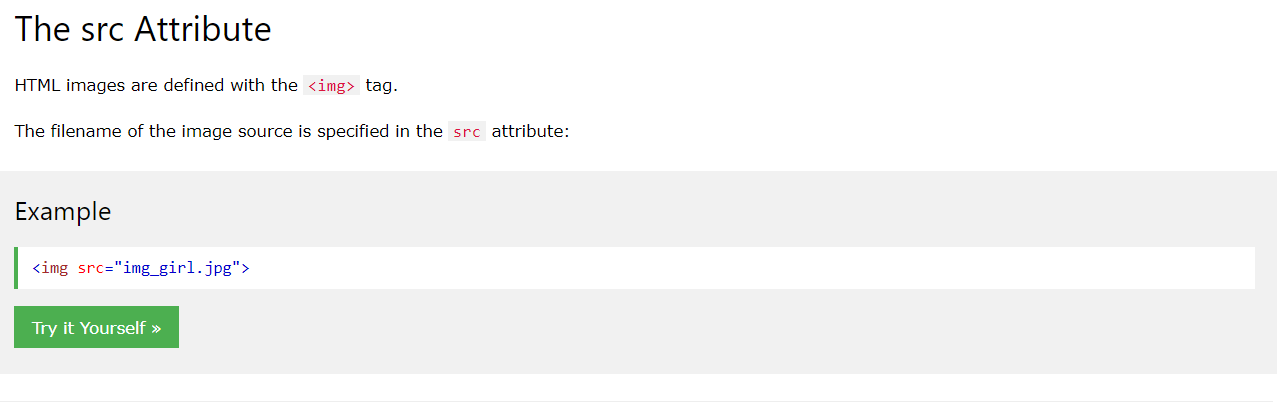 The src Attribute
HTML images are defined with the <img> tag.
The filename of the image source is specified in the src attribute:
Example
<img src="img_girl.jpg">
Try it Yourself »